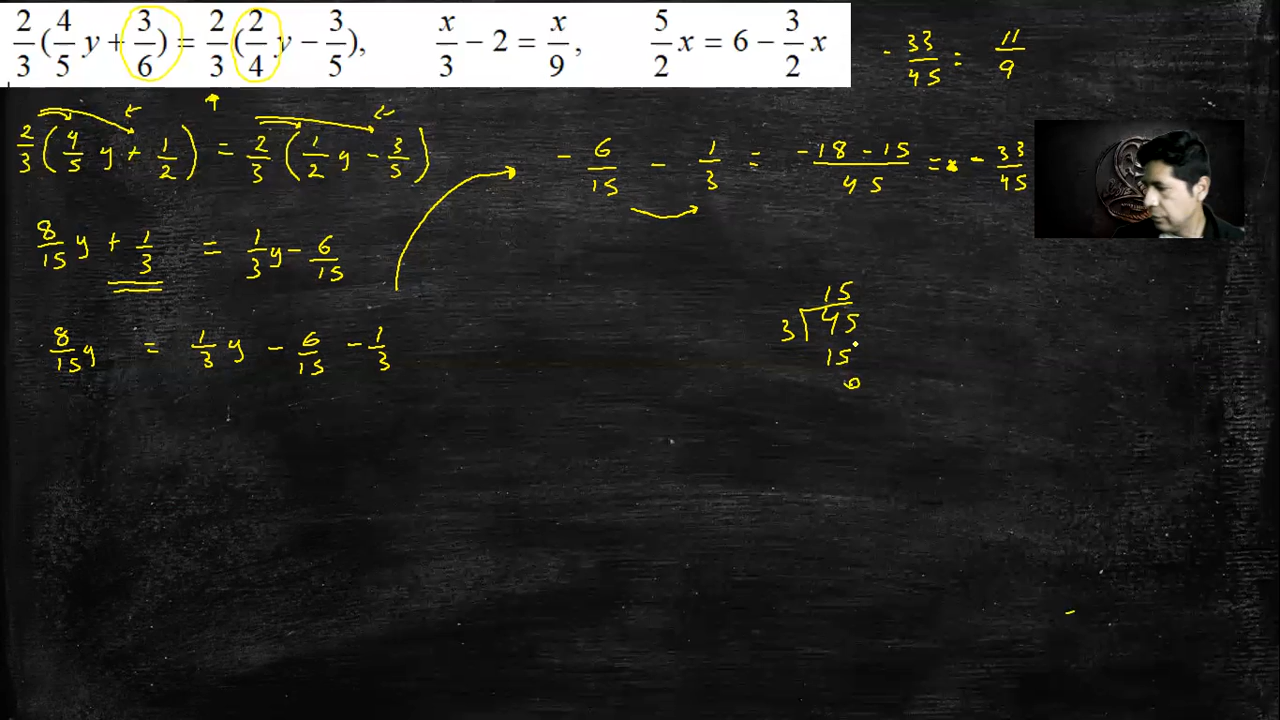 2/3(4/5 y + 3/6) = 2/3(2/4 y − 3/5),   x/3 − 2 = x/9,   5/2 x = 6 − 3/2 x
- 33/45 = 11/9
2/3 (4/5 y + 1/2) = 2/3 (1/2 y - 3/5)
- 6/15 - 1/3 = -18 - 15/45 = - 33/45
8/15 y + 1/3 = 1/3 y - 6/15
8/15 y = 1/3 y - 6/15 - 1/3
15
3 45
15
0